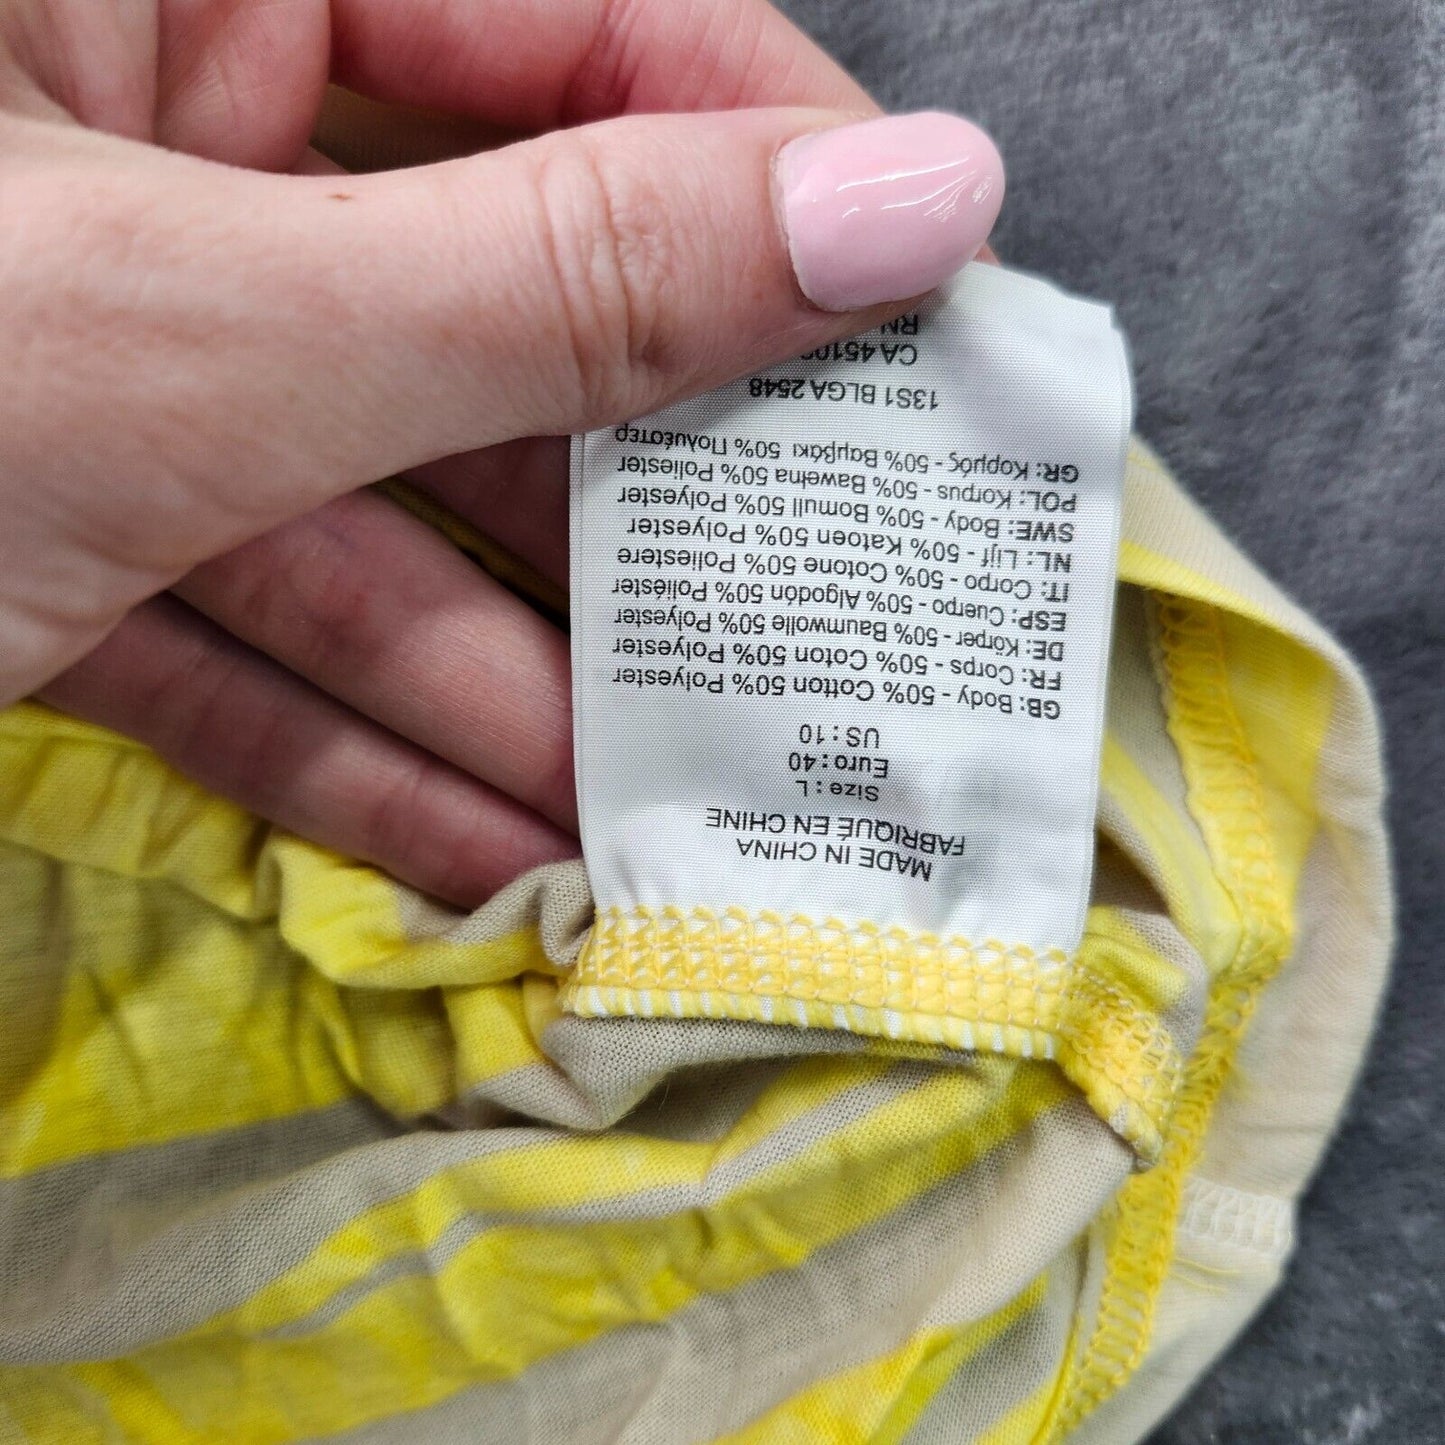 MADE IN CHINA
FABRIQUÉ EN CHINE
Size : L
Euro : 40
US : 10
GB: Body - 50% Cotton 50% Polyester
FR: Corps - 50% Coton 50% Polyester
DE: Körper - 50% Baumwolle 50% Polyester
ESP: Cuerpo - 50% Algodón 50% Poliéster
IT: Corpo - 50% Cotone 50% Poliestere
NL: Lijf - 50% Katoen 50% Polyester
SWE: Body - 50% Bomull 50% Polyester
POL: Korpus - 50% Bawełna 50% Poliester
GR: Κορμός - 50% Βαμβάκι 50% Πολυέστερ
13S1 BLGA 2548
CA
RN